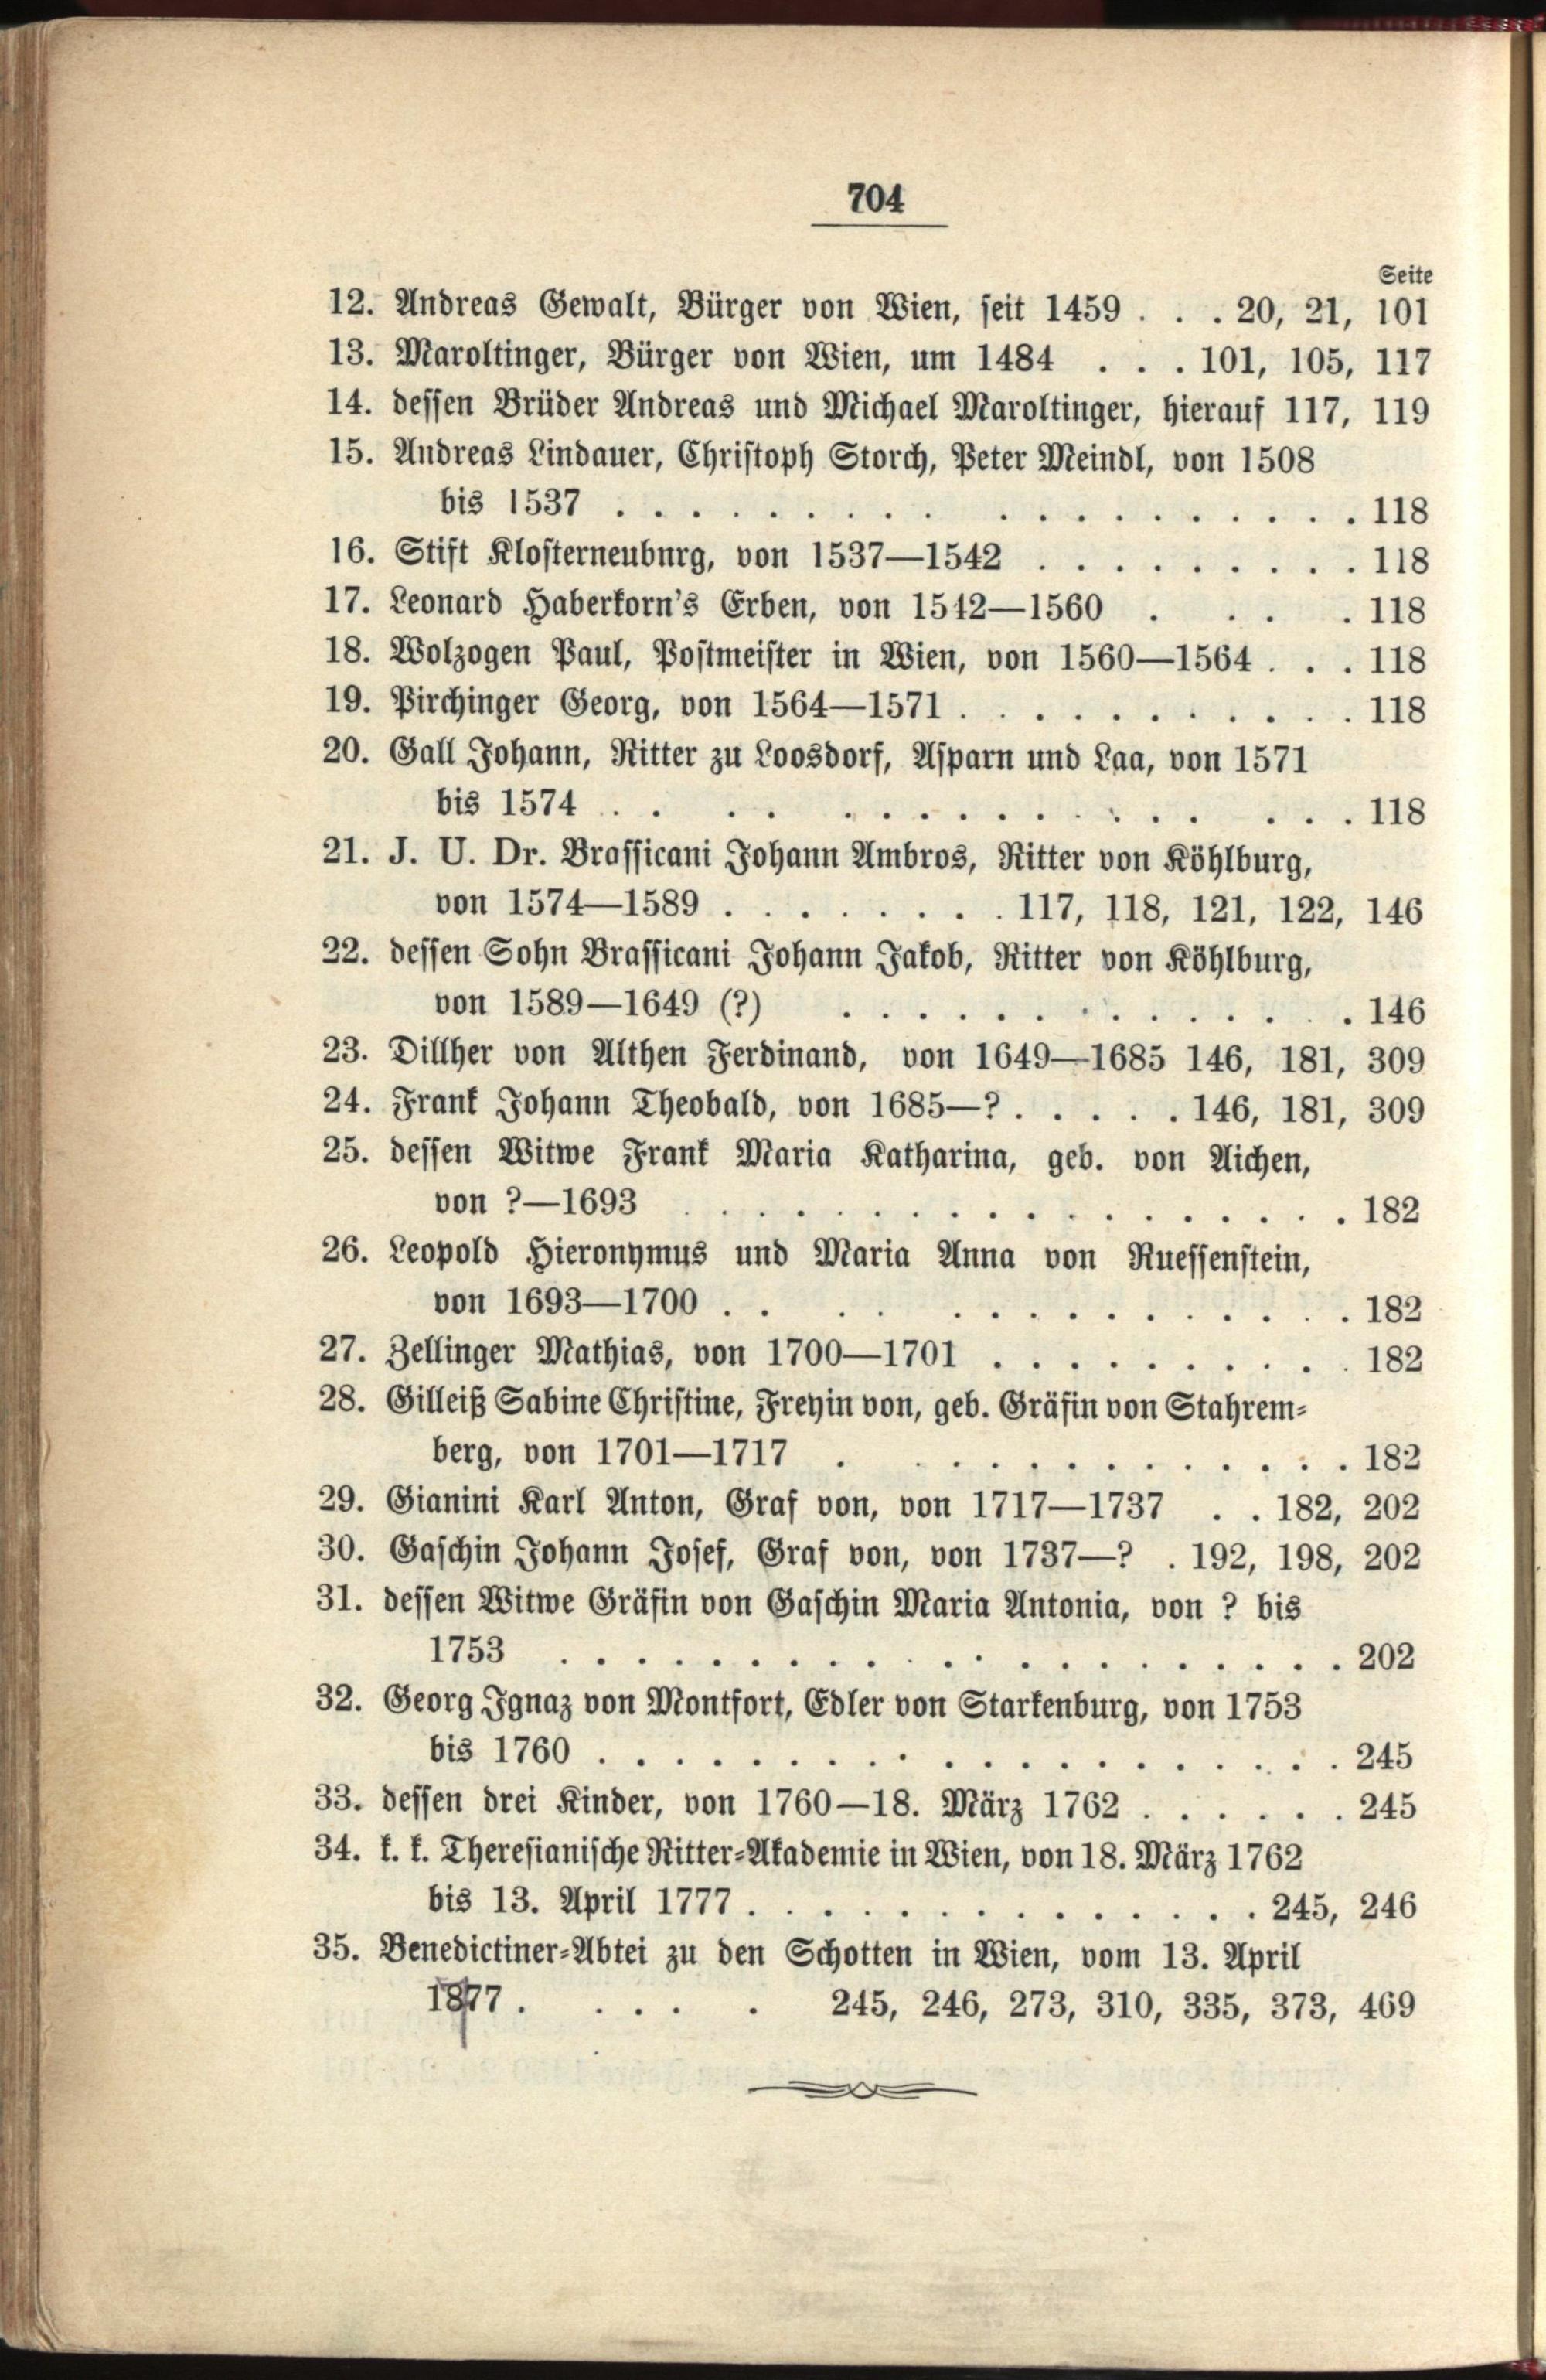 704
Seite
12. Andreas Gewalt, Bürger von Wien, seit 1459 . . . 20, 21, 101
13. Maroltinger, Bürger von Wien, um 1484 . . . 101, 105, 117
14. dessen Brüder Andreas und Michael Maroltinger, hierauf 117, 119
15. Andreas Lindauer, Christoph Storch, Peter Meindl, von 1508
bis 1537 . . . . . . . . . . . . . . . . . . . 118
16. Stift Klosterneuburg, von 1537—1542 . . . . . . . . . 118
17. Leonard Haberkorn's Erben, von 1542—1560 . . . . 118
18. Wolzogen Paul, Postmeister in Wien, von 1560—1564 . . . 118
19. Pirchinger Georg, von 1564—1571 . . . . . . . . . . . 118
20. Gall Johann, Ritter zu Loosdorf, Asparn und Laa, von 1571
bis 1574 . . . . . . . . . . . . . . . . . 118
21. J. U. Dr. Brassicani Johann Ambros, Ritter von Köhlburg,
von 1574—1589 . . . . . . . . 117, 118, 121, 122, 146
22. dessen Sohn Brassicani Johann Jakob, Ritter von Köhlburg,
von 1589—1649 (?) . . . . . . . . . . . . . . 146
23. Dillher von Althen Ferdinand, von 1649—1685 146, 181, 309
24. Frank Johann Theobald, von 1685—? . . . . . 146, 181, 309
25. dessen Witwe Frank Maria Katharina, geb. von Aichen,
von ?—1693 . . . . . . . . . . . . . . . . . 182
26. Leopold Hieronymus und Maria Anna von Ruessenstein,
von 1693—1700 . . . . . . . . . . . . . . . 182
27. Zellinger Mathias, von 1700—1701 . . . . . . . . . . 182
28. Gilleiß Sabine Christine, Freyin von, geb. Gräfin von Stahrem-
berg, von 1701—1717 . . . . . . . . . . . . . 182
29. Gianini Karl Anton, Graf von, von 1717—1737 . . 182, 202
30. Gaschin Johann Josef, Graf von, von 1737—? . 192, 198, 202
31. dessen Witwe Gräfin von Gaschin Maria Antonia, von ? bis
1753 . . . . . . . . . . . . . . . . . . . . . 202
32. Georg Ignaz von Montfort, Edler von Starkenburg, von 1753
bis 1760 . . . . . . . . . . . . . . . . . . . . 245
33. dessen drei Kinder, von 1760—18. März 1762 . . . . . . 245
34. k. k. Theresianische Ritter-Akademie in Wien, von 18. März 1762
bis 13. April 1777 . . . . . . . . . . . . . . 245, 246
35. Benedictiner-Abtei zu den Schotten in Wien, vom 13. April
1877 . . . . . 245, 246, 273, 310, 335, 373, 469